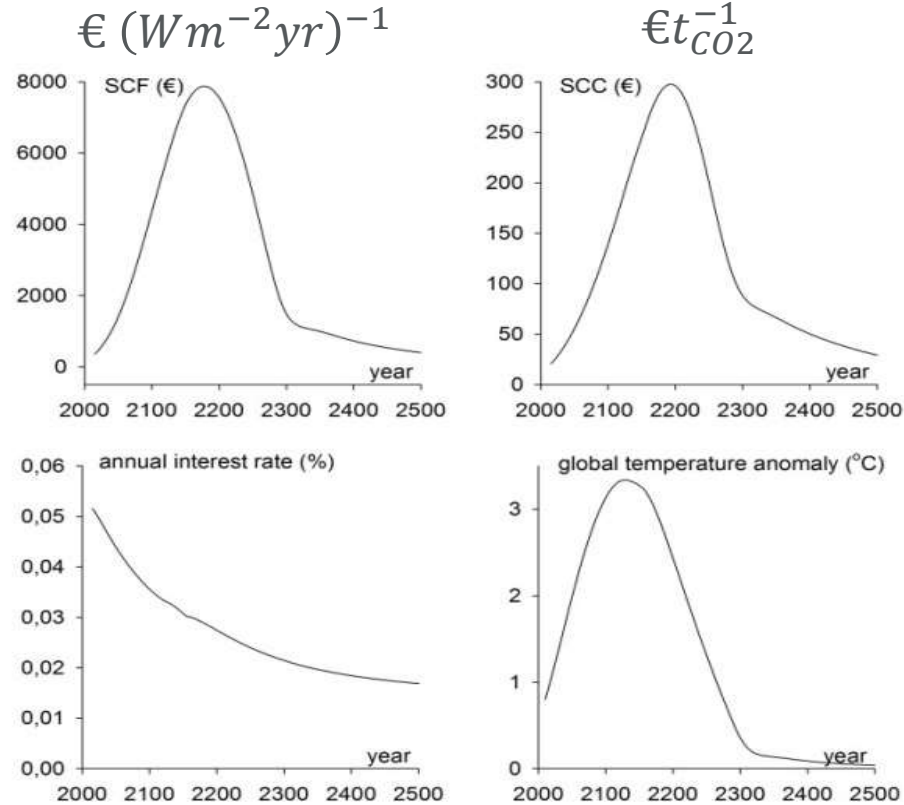 € (Wm⁻²yr)⁻¹
€t⁻¹_CO2
SCF (€)
8000
6000
4000
2000
0
year
2000 2100 2200 2300 2400 2500
SCC (€)
300
250
200
150
100
50
0
year
2000 2100 2200 2300 2400 2500
annual interest rate (%)
0,06
0,05
0,04
0,03
0,02
0,01
0,00
year
2000 2100 2200 2300 2400 2500
global temperature anomaly (°C)
3
2
1
0
year
2000 2100 2200 2300 2400 2500